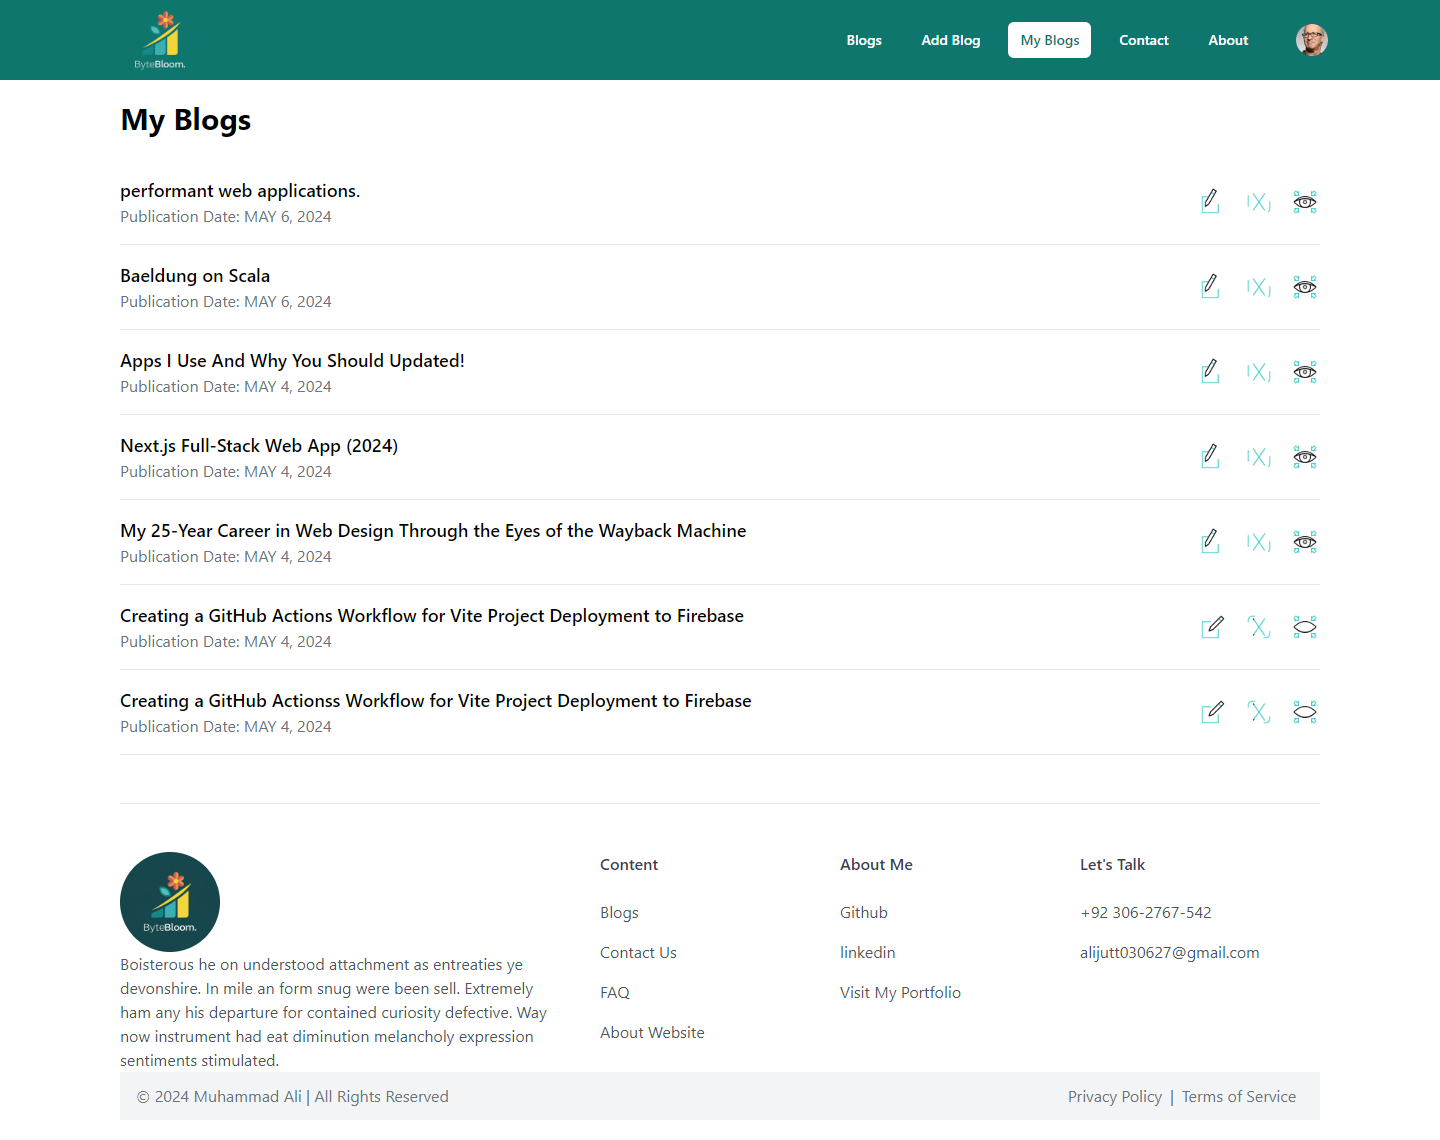 ByteBloom.
Blogs
Add Blog
My Blogs
Contact
About
My Blogs
performant web applications.
Publication Date: MAY 6, 2024
Baeldung on Scala
Publication Date: MAY 6, 2024
Apps I Use And Why You Should Updated!
Publication Date: MAY 4, 2024
Next.js Full-Stack Web App (2024)
Publication Date: MAY 4, 2024
My 25-Year Career in Web Design Through the Eyes of the Wayback Machine
Publication Date: MAY 4, 2024
Creating a GitHub Actions Workflow for Vite Project Deployment to Firebase
Publication Date: MAY 4, 2024
Creating a GitHub Actionss Workflow for Vite Project Deployment to Firebase
Publication Date: MAY 4, 2024
ByteBloom.
Boisterous he on understood attachment as entreaties ye
devonshire. In mile an form snug were been sell. Extremely
ham any his departure for contained curiosity defective. Way
now instrument had eat diminution melancholy expression
sentiments stimulated.
Content
Blogs
Contact Us
FAQ
About Website
About Me
Github
linkedin
Visit My Portfolio
Let's Talk
+92 306-2767-542
alijutt030627@gmail.com
© 2024 Muhammad Ali | All Rights Reserved
Privacy Policy | Terms of Service